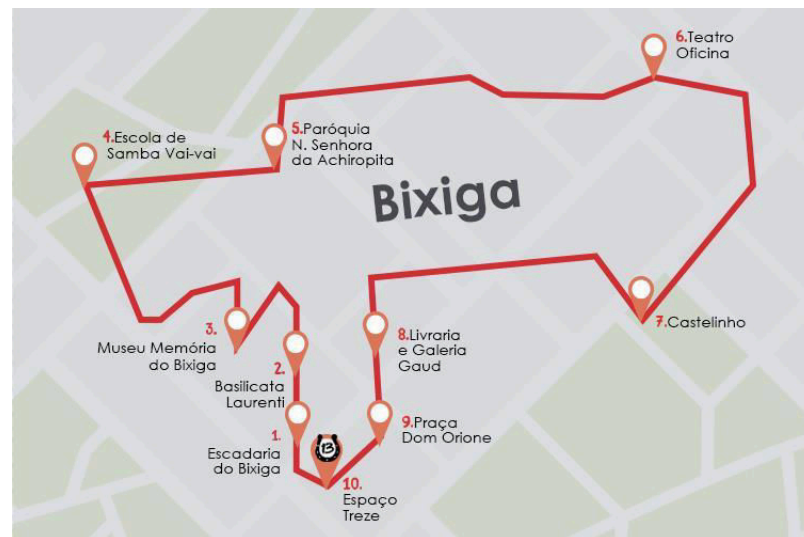 6.Teatro
Oficina
4.Escola de
Samba Vai-vai
5.Paróquia
N. Senhora
da Achiropita
Bixiga
3.
Museu Memória
do Bixiga
2.
Basilicata
Laurenti
8.Livraria
e Galeria
Gaud
7.Castelinho
1.
Escadaria
do Bixiga
9.Praça
Dom Orione
13
10.
Espaço
Treze